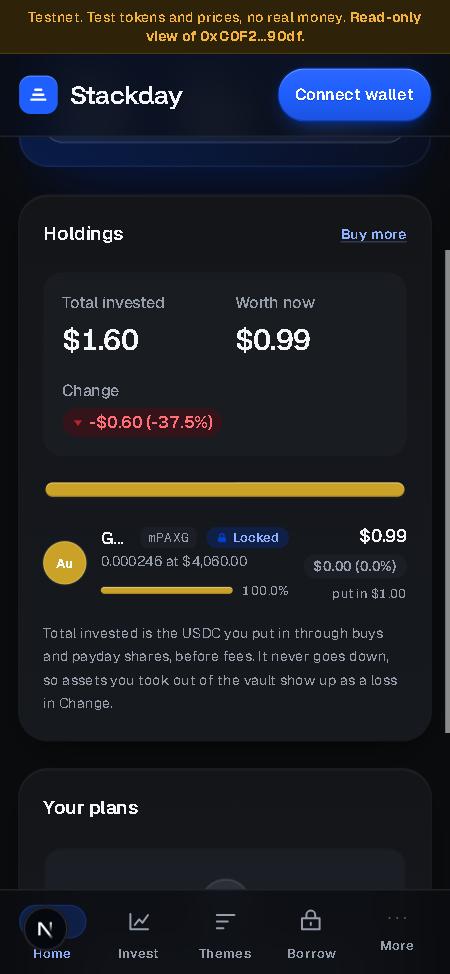 Testnet. Test tokens and prices, no real money. Read-only
view of 0xC0F2…90df.
Stackday
Connect wallet
Holdings
Buy more
Total invested
Worth now
$1.60
$0.99
Change
-$0.60 (-37.5%)
G... mPAXG Locked
$0.99
Au
0.000246 at $4,060.00
$0.00 (0.0%)
100.0%
put in $1.00
Total invested is the USDC you put in through buys
and payday shares, before fees. It never goes down,
so assets you took out of the vault show up as a loss
in Change.
Your plans
N
Home
Invest
Themes
Borrow
More